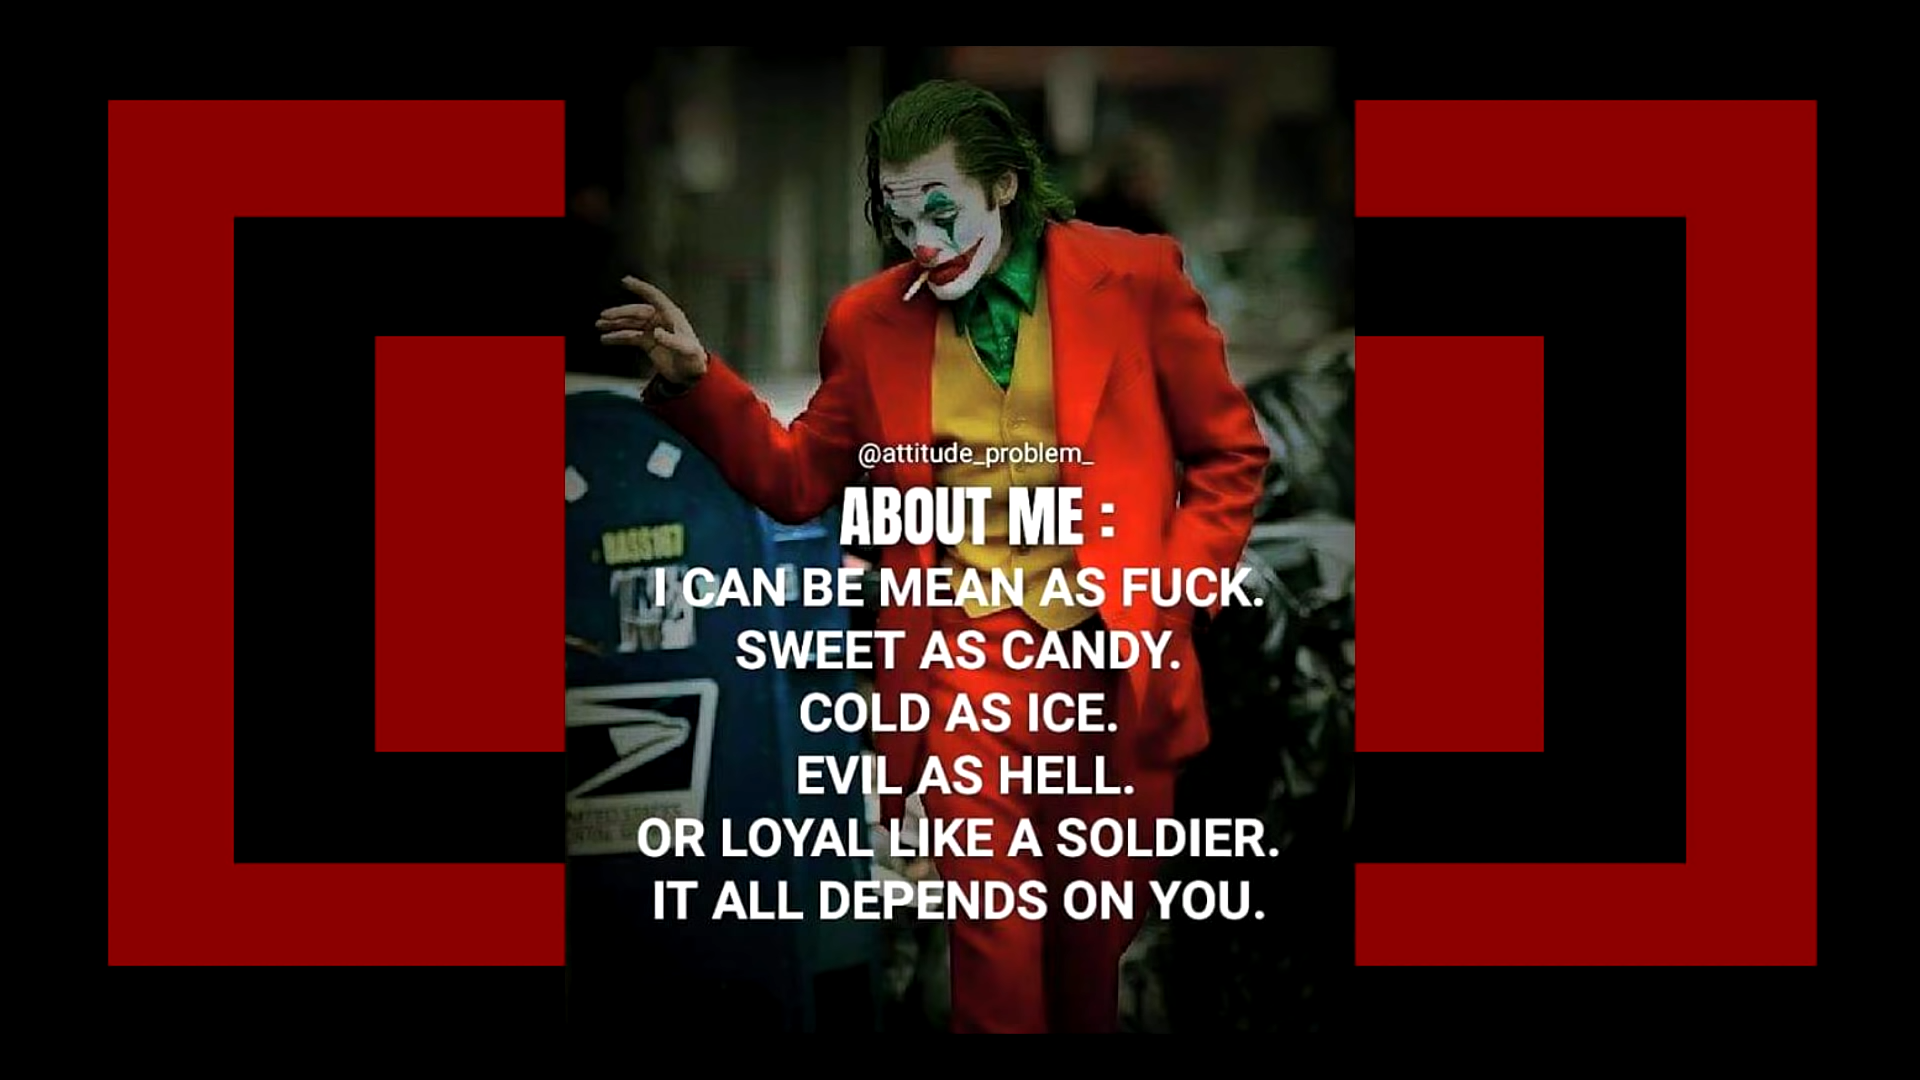 @attitude_problem_
ABOUT ME :
I CAN BE MEAN AS FUCK.
SWEET AS CANDY.
COLD AS ICE.
EVIL AS HELL.
OR LOYAL LIKE A SOLDIER.
IT ALL DEPENDS ON YOU.